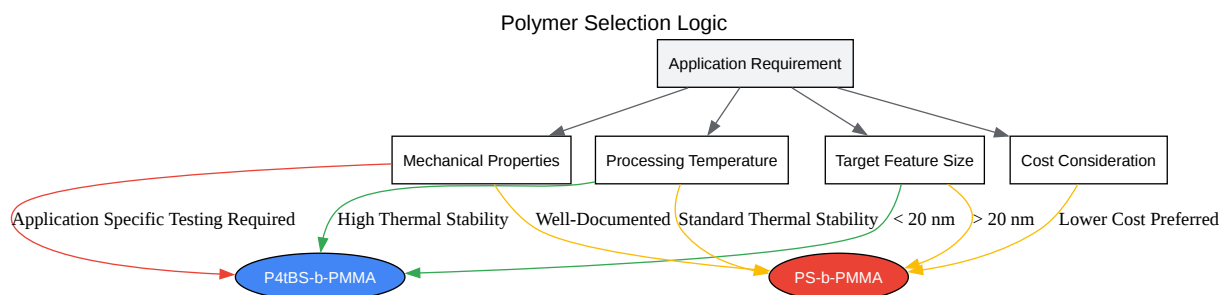 Polymer Selection Logic
Application Requirement
Mechanical Properties
Processing Temperature
Target Feature Size
Cost Consideration
Application Specific Testing Required
High Thermal Stability
Well-Documented
Standard Thermal Stability
< 20 nm
> 20 nm
Lower Cost Preferred
P4tBS-b-PMMA
PS-b-PMMA